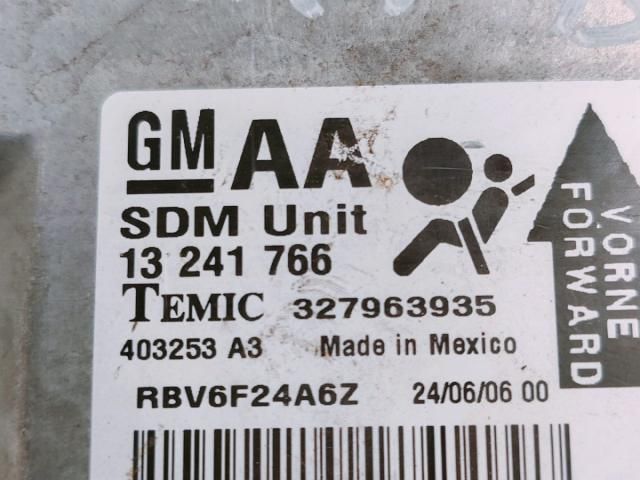 GM AA
SDM Unit
13 241 766
TEMIC 327963935
403253 A3 Made in Mexico
RBV6F24A6Z 24/06/06 00
VORNE
FORWARD